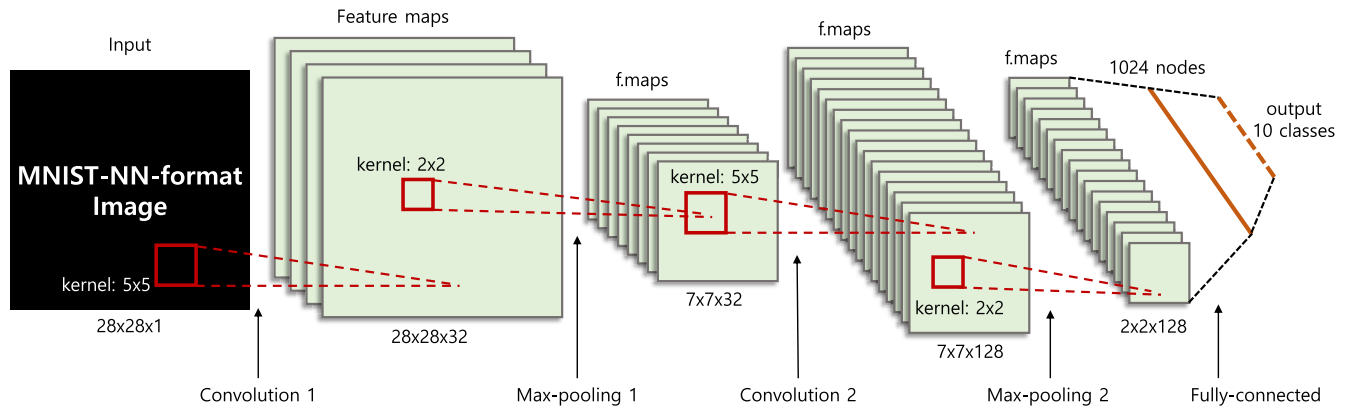 Input
Feature maps
f.maps
f.maps
f.maps
1024 nodes
output
10 classes
MNIST-NN-format
Image
kernel: 5x5
kernel: 2x2
kernel: 5x5
kernel: 2x2
28x28x1
28x28x32
7x7x32
7x7x128
2x2x128
Convolution 1
Max-pooling 1
Convolution 2
Max-pooling 2
Fully-connected